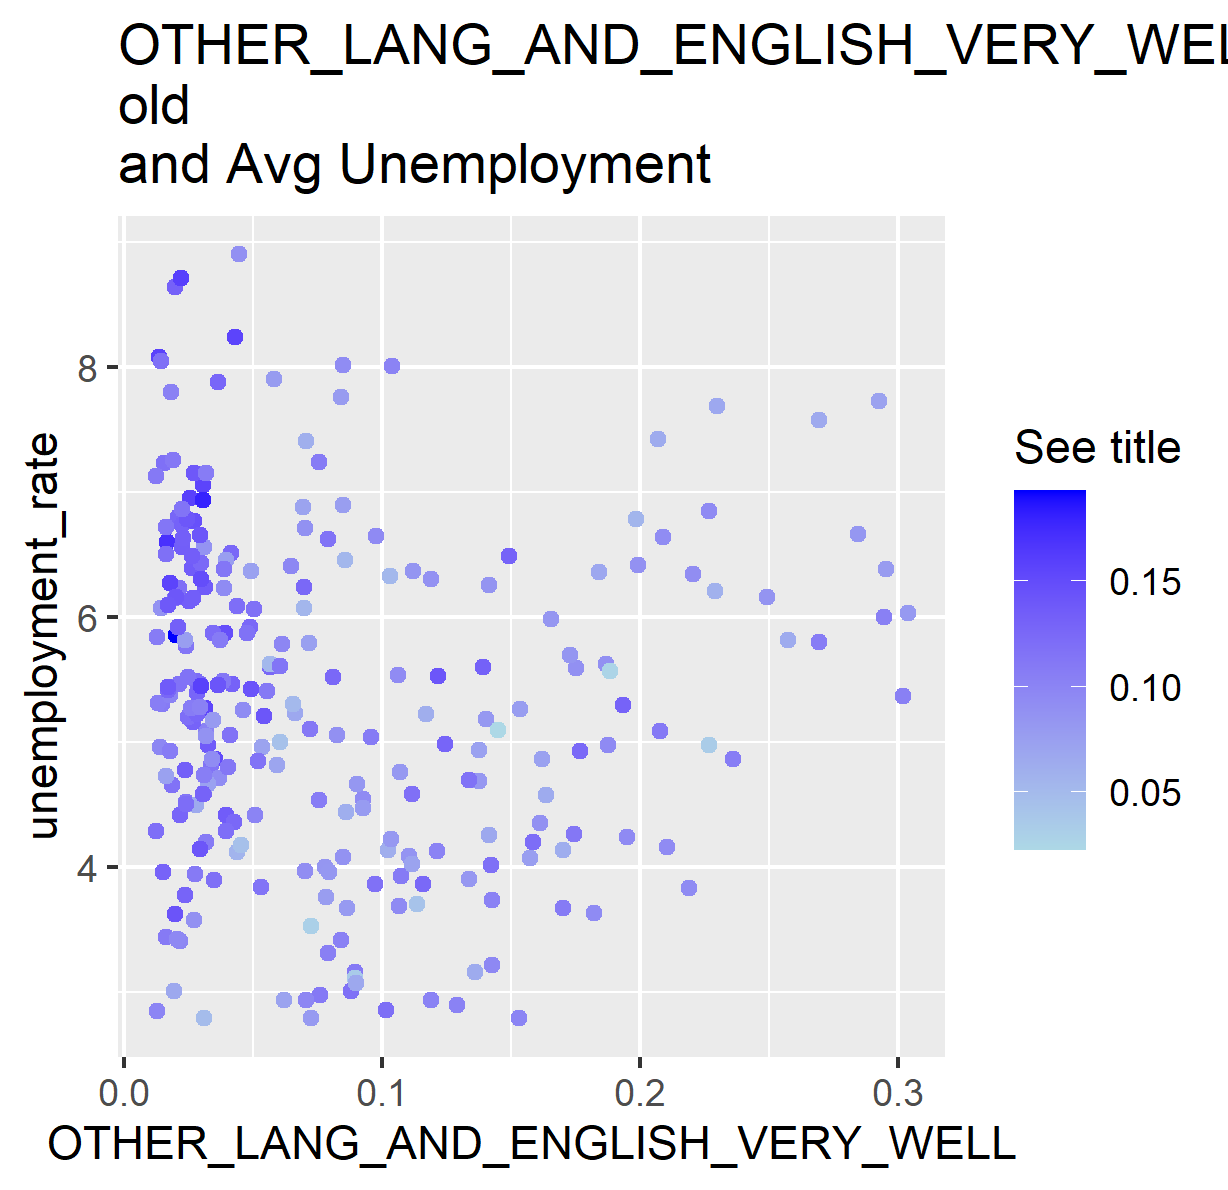 OTHER_LANG_AND_ENGLISH_VERY_WEL
old
and Avg Unemployment
unemployment_rate
8
6
4
0.0
0.1
0.2
0.3
OTHER_LANG_AND_ENGLISH_VERY_WELL
See title
0.15
0.10
0.05